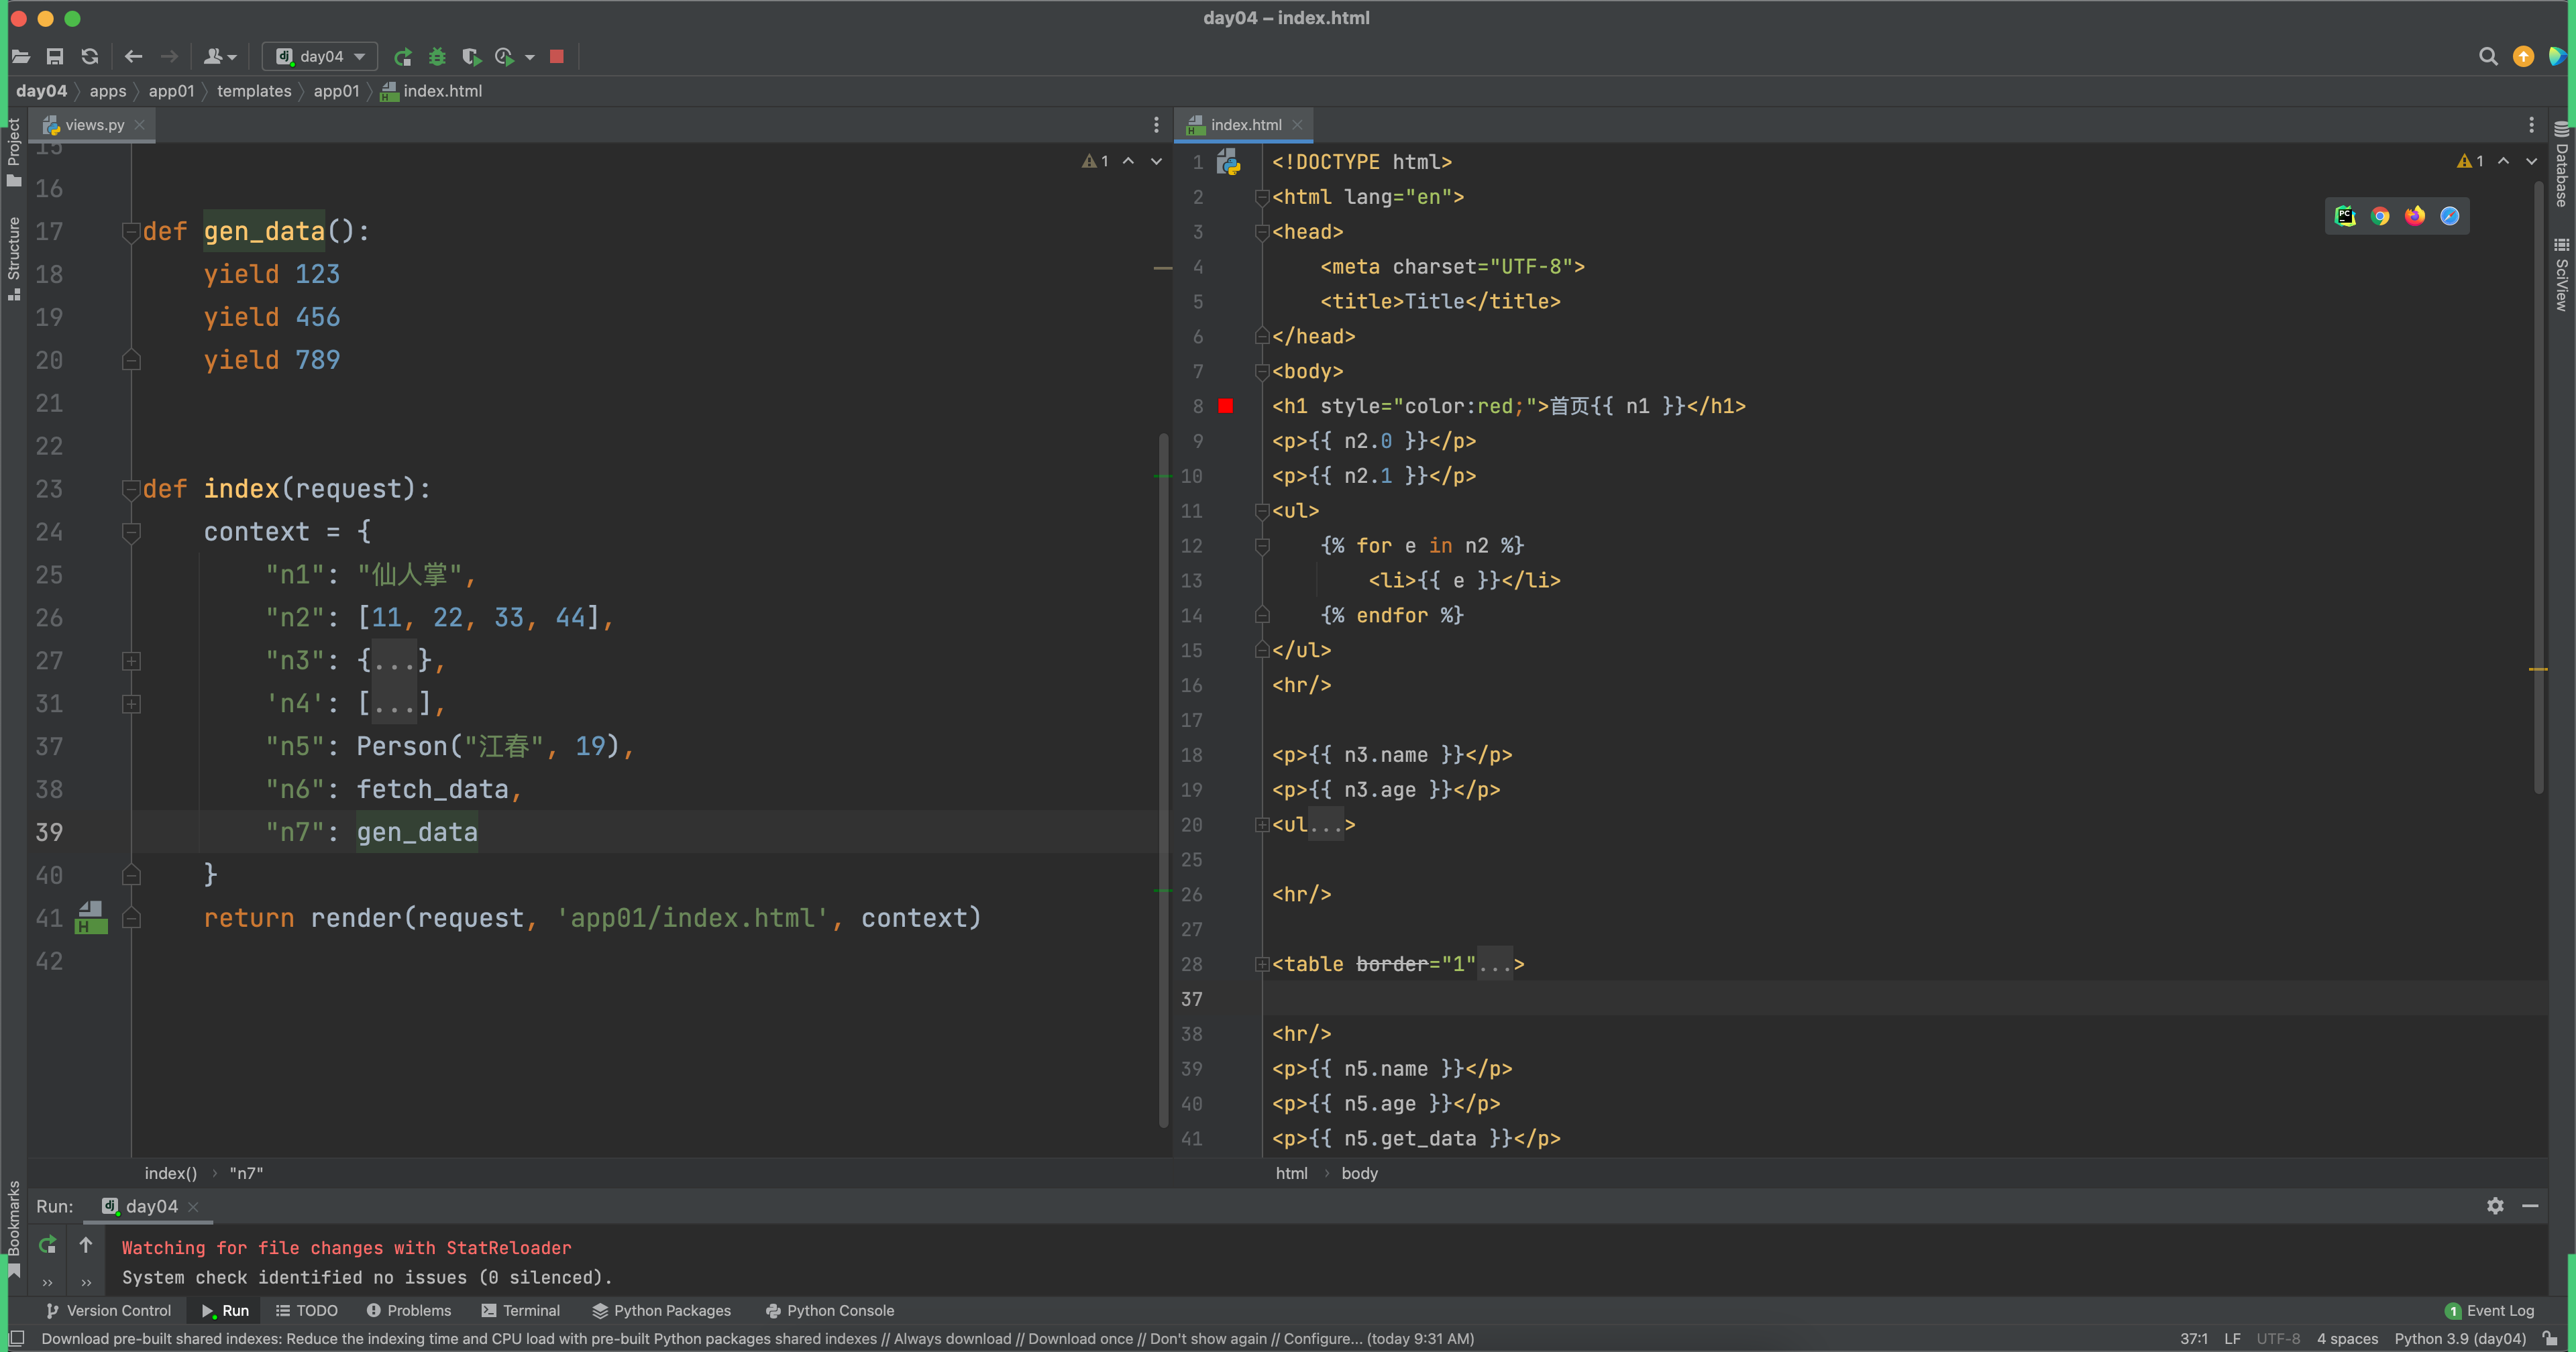 day04 – index.html
day04
day04 apps app01 templates app01 index.html
Project
Structure
Bookmarks
views.py
1
15
16
17 def gen_data():
18 yield 123
19 yield 456
20 yield 789
21
22
23 def index(request):
24 context = {
25 "n1": "仙人掌",
26 "n2": [11, 22, 33, 44],
27 "n3": {...},
31 'n4': [...],
37 "n5": Person("江春", 19),
38 "n6": fetch_data,
39 "n7": gen_data
40 }
41 return render(request, 'app01/index.html', context)
42
index() "n7"
index.html
1
1 <!DOCTYPE html>
2 <html lang="en">
3 <head>
4 <meta charset="UTF-8">
5 <title>Title</title>
6 </head>
7 <body>
8 <h1 style="color:red;">首页{{ n1 }}</h1>
9 <p>{{ n2.0 }}</p>
10 <p>{{ n2.1 }}</p>
11 <ul>
12 {% for e in n2 %}
13 <li>{{ e }}</li>
14 {% endfor %}
15 </ul>
16 <hr/>
17
18 <p>{{ n3.name }}</p>
19 <p>{{ n3.age }}</p>
20 <ul...>
25
26 <hr/>
27
28 <table border="1"...>
37
38 <hr/>
39 <p>{{ n5.name }}</p>
40 <p>{{ n5.age }}</p>
41 <p>{{ n5.get_data }}</p>
html body
Database
SciView
Run: day04
Watching for file changes with StatReloader
System check identified no issues (0 silenced).
Version Control Run TODO Problems Terminal Python Packages Python Console 1 Event Log
Download pre-built shared indexes: Reduce the indexing time and CPU load with pre-built Python packages shared indexes // Always download // Download once // Don't show again // Configure... (today 9:31 AM) 37:1 LF UTF-8 4 spaces Python 3.9 (day04)